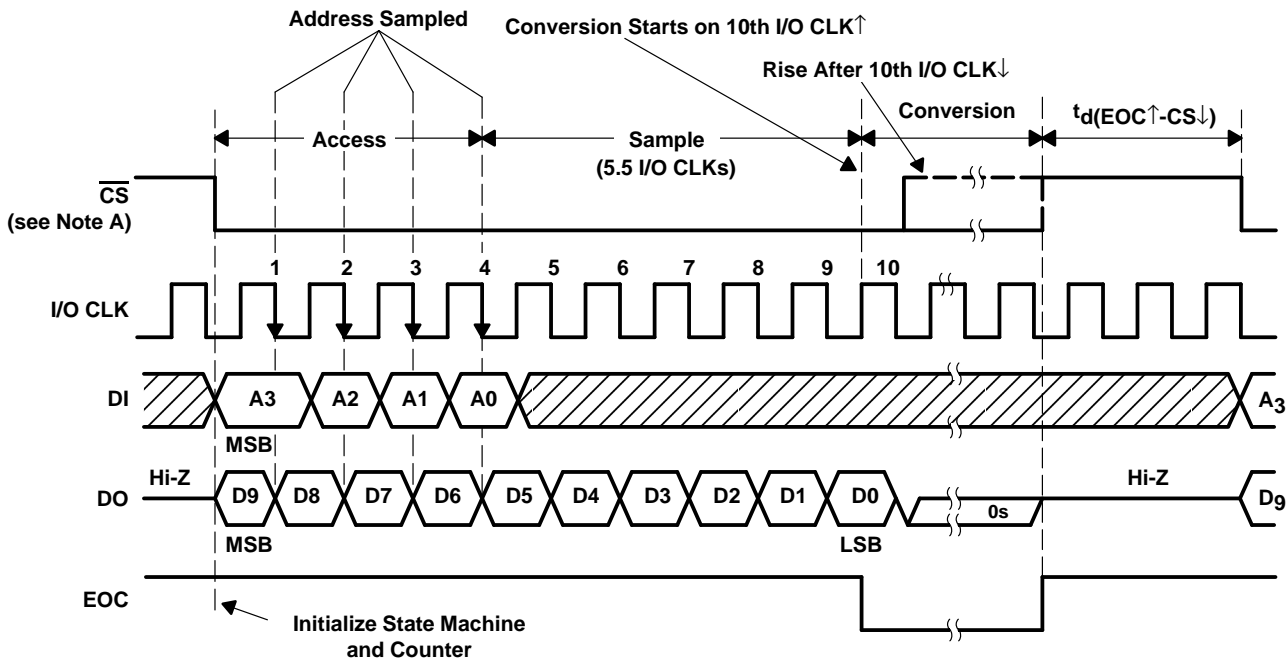 Address Sampled
Conversion Starts on 10th I/O CLK↑
Rise After 10th I/O CLK↓
Access
Sample
(5.5 I/O CLKs)
Conversion
td(EOC↑-CS↓)
CS
(see Note A)
1 2 3 4 5 6 7 8 9 10
I/O CLK
DI
A3 A2 A1 A0 A3
MSB
Hi-Z
Hi-Z
DO
D9 D8 D7 D6 D5 D4 D3 D2 D1 D0 0s D9
MSB
LSB
EOC
Initialize State Machine
and Counter